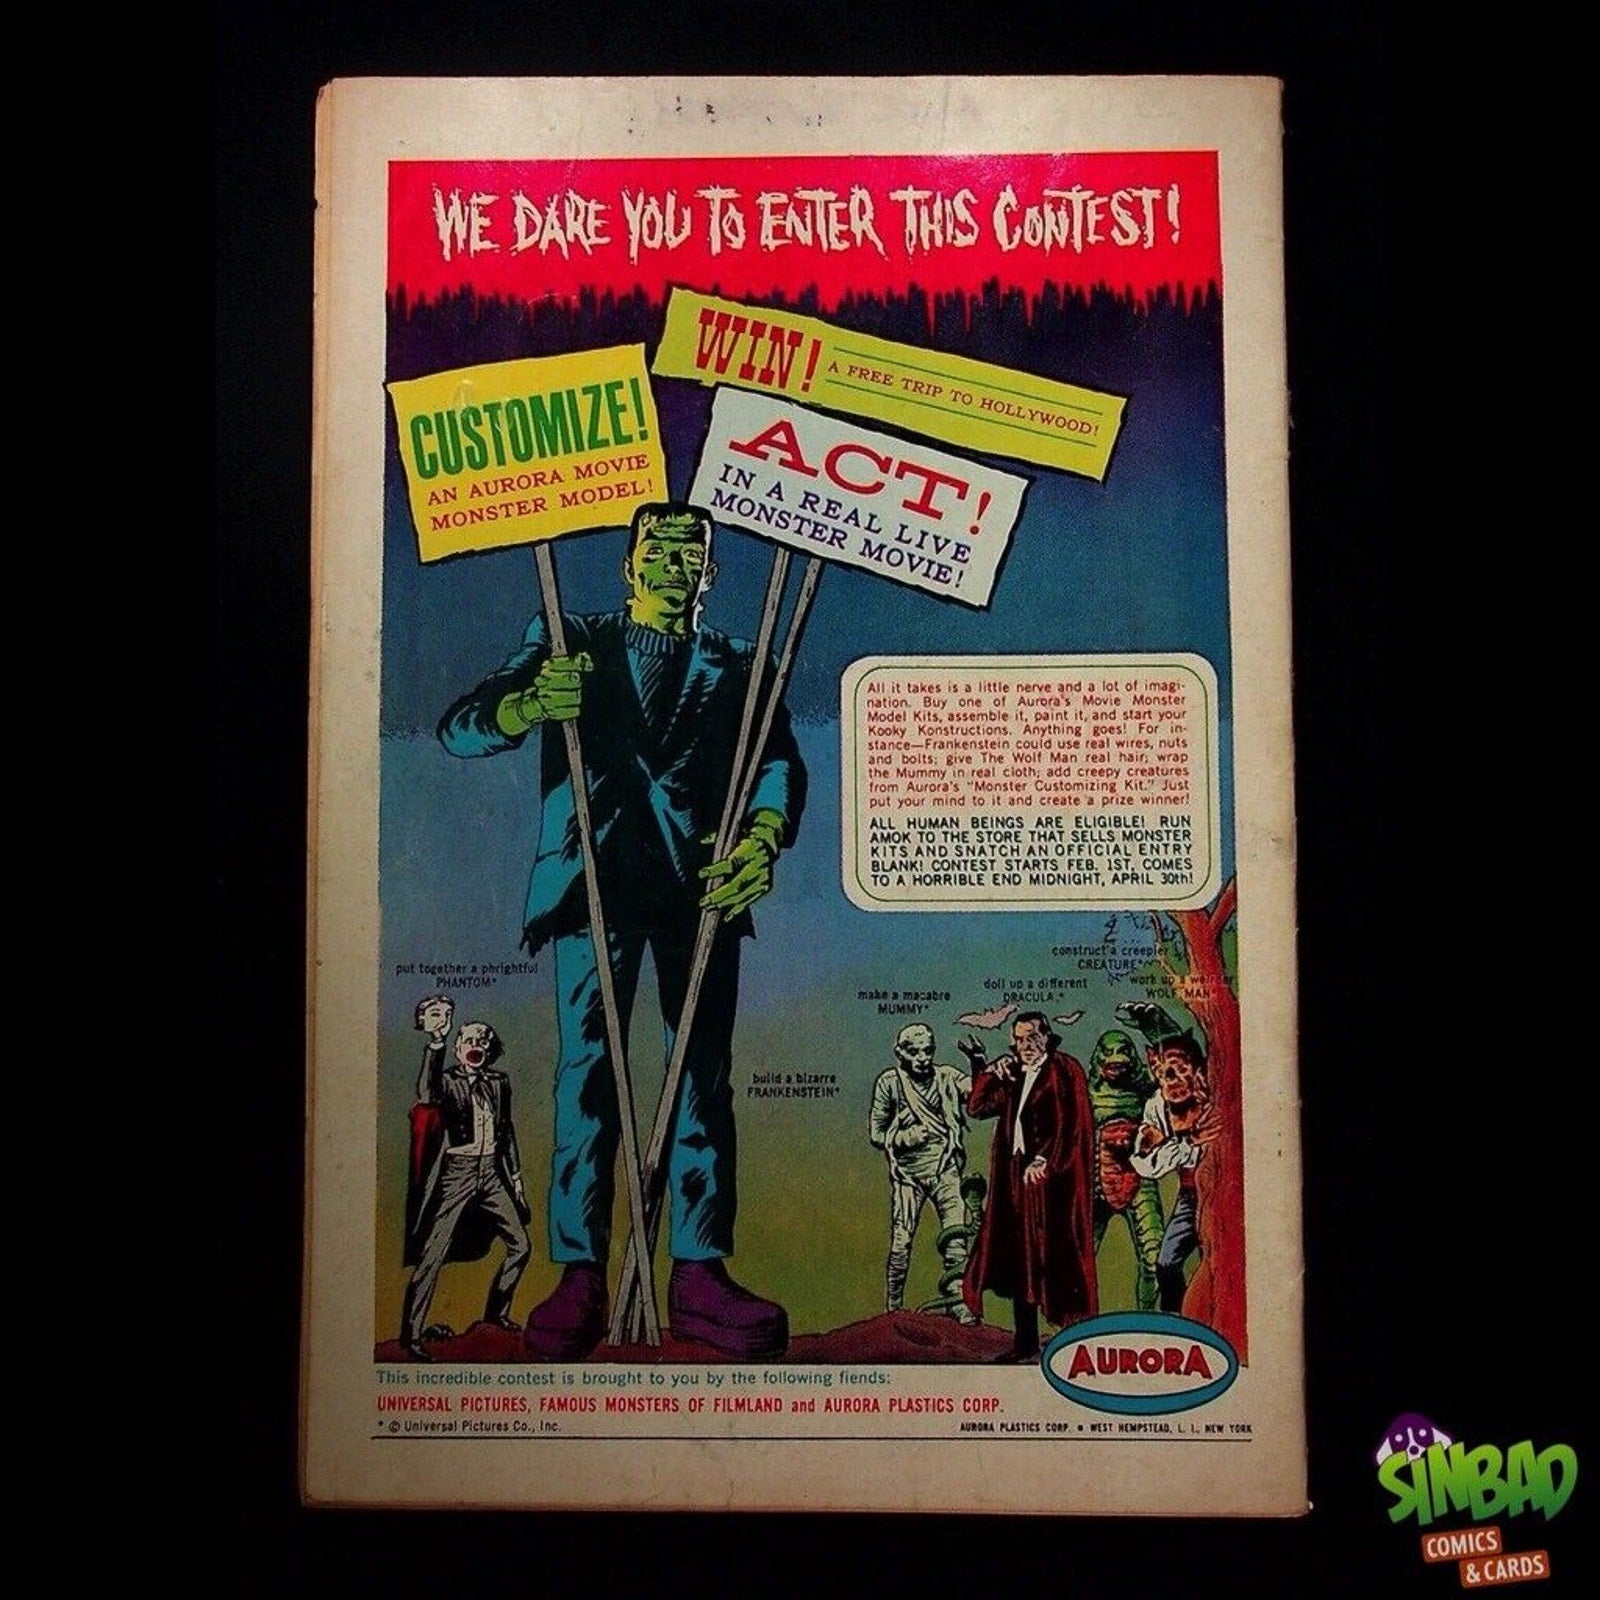 WE DARE YOU TO ENTER THIS CONTEST!
WIN! A FREE TRIP TO HOLLYWOOD!
CUSTOMIZE!
AN AURORA MOVIE
MONSTER MODEL!
ACT!
IN A REAL LIVE
MONSTER MOVIE!
All it takes is a little nerve and a lot of imagi-
nation. Buy one of Aurora's Movie Monster
Model Kits, assemble it, paint it, and start your
Kooky Konstructions. Anything goes! For in-
stance—Frankenstein could use real wires, nuts
and bolts; give The Wolf Man real hair; wrap
the Mummy in real cloth; add creepy creatures
from Aurora's "Monster Customizing Kit." Just
put your mind to it and create a prize winner!
ALL HUMAN BEINGS ARE ELIGIBLE! RUN
AMOK TO THE STORE THAT SELLS MONSTER
KITS AND SNATCH AN OFFICIAL ENTRY
BLANK! CONTEST STARTS FEB. 1ST, COMES
TO A HORRIBLE END MIDNIGHT, APRIL 30th!
put together a phrightful
PHANTOM*
build a bizarre
FRANKENSTEIN*
make a macabre
MUMMY*
doll up a different
DRACULA*
construct a creepier
CREATURE*
work up a weirder
WOLF MAN*
AURORA
This incredible contest is brought to you by the following fiends:
UNIVERSAL PICTURES, FAMOUS MONSTERS OF FILMLAND and AURORA PLASTICS CORP.
* © Universal Pictures Co., Inc.
AURORA PLASTICS CORP. • WEST HEMPSTEAD, L. I., NEW YORK
SINBAD
COMICS
& CARDS